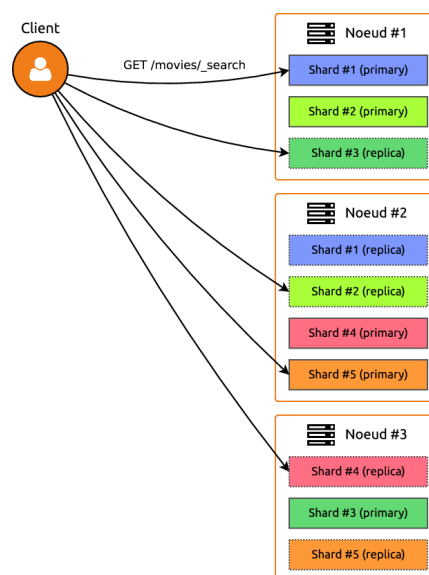 Client
GET /movies/_search
Noeud #1
Shard #1 (primary)
Shard #2 (primary)
Shard #3 (replica)
Noeud #2
Shard #1 (replica)
Shard #2 (replica)
Shard #4 (primary)
Shard #5 (primary)
Noeud #3
Shard #4 (replica)
Shard #3 (primary)
Shard #5 (replica)